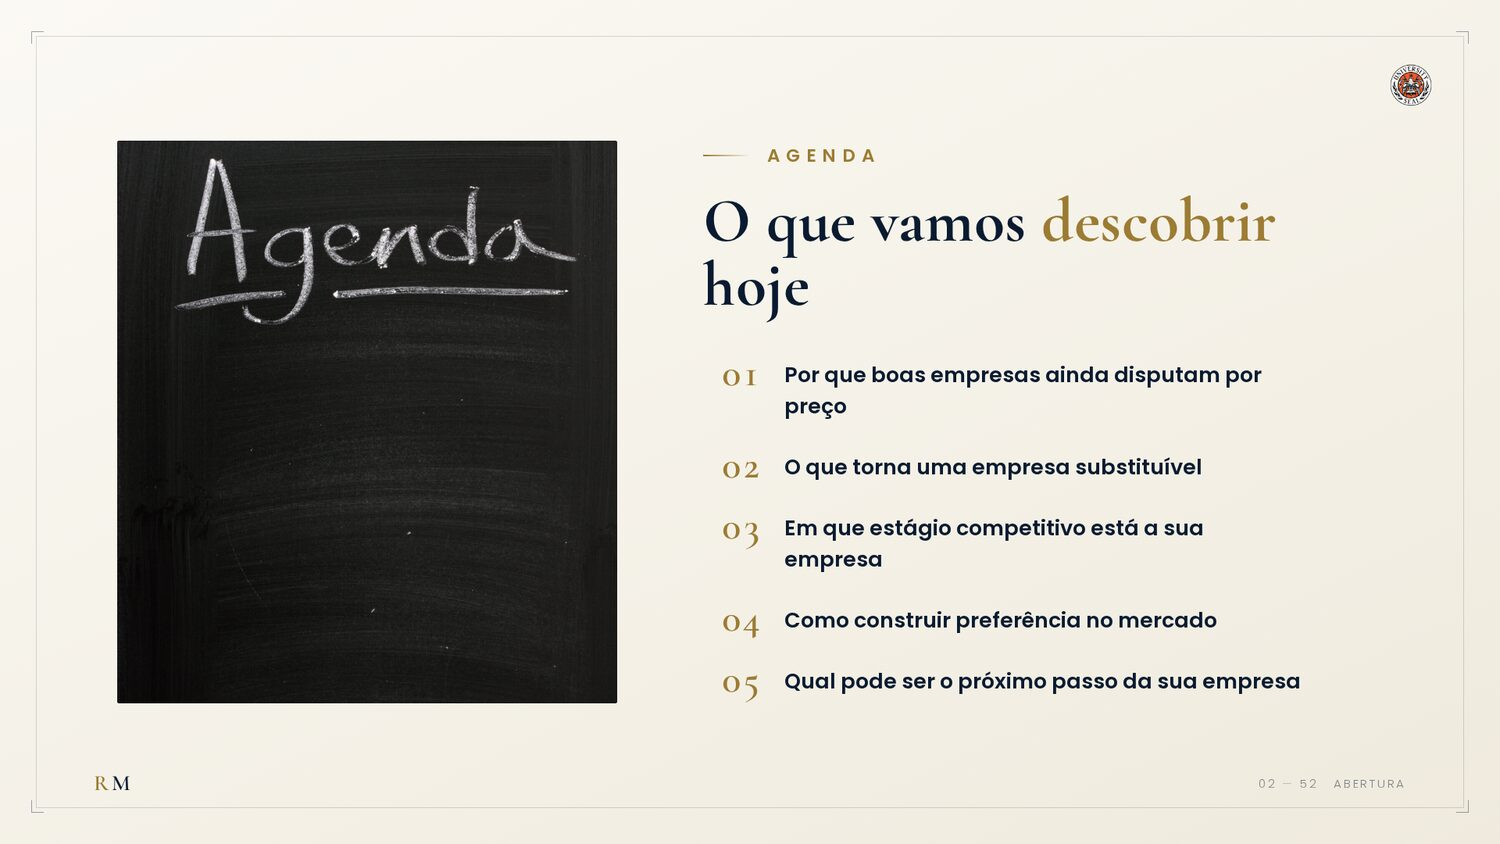 UNIVERSITY
SEAL
Agenda
AGENDA
O que vamos descobrir
hoje
01 Por que boas empresas ainda disputam por
preço
02 O que torna uma empresa substituível
03 Em que estágio competitivo está a sua
empresa
04 Como construir preferência no mercado
05 Qual pode ser o próximo passo da sua empresa
RM
02 — 52 ABERTURA